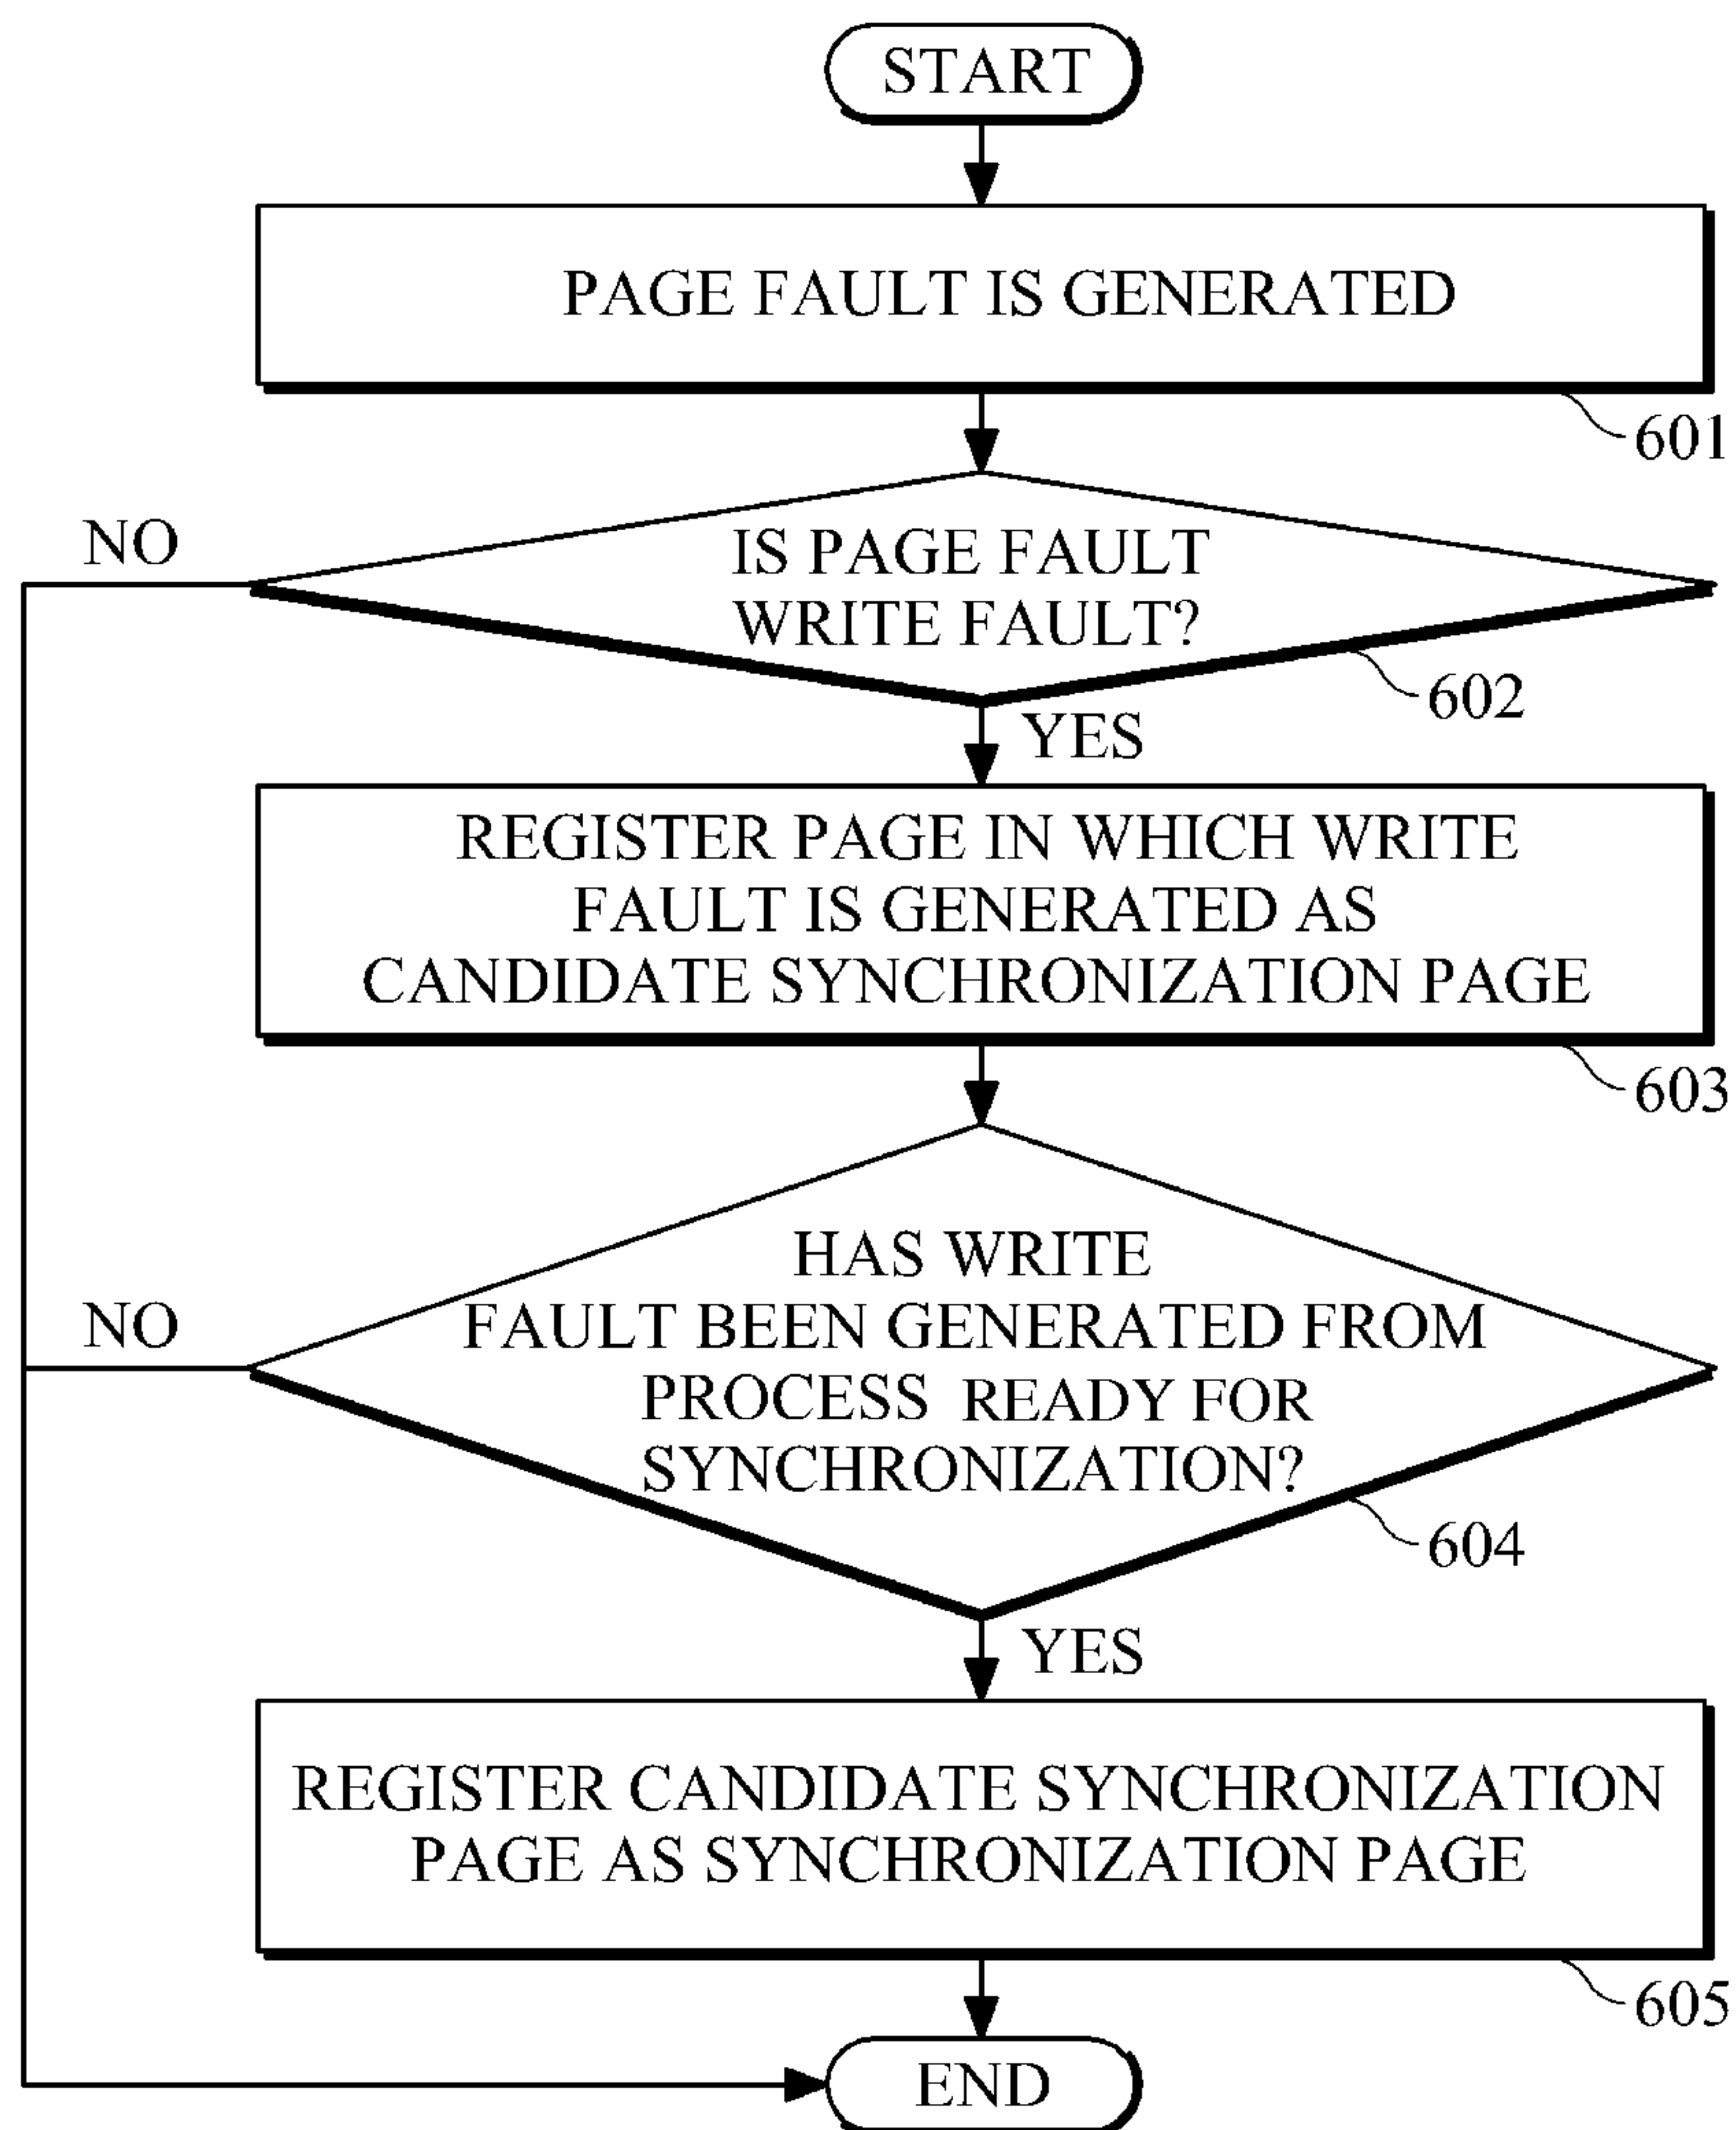 START
PAGE FAULT IS GENERATED
601
NO
IS PAGE FAULT
WRITE FAULT?
602
YES
REGISTER PAGE IN WHICH WRITE
FAULT IS GENERATED AS
CANDIDATE SYNCHRONIZATION PAGE
603
HAS WRITE
NO
FAULT BEEN GENERATED FROM
PROCESS READY FOR
SYNCHRONIZATION?
604
YES
REGISTER CANDIDATE SYNCHRONIZATION
PAGE AS SYNCHRONIZATION PAGE
605
END